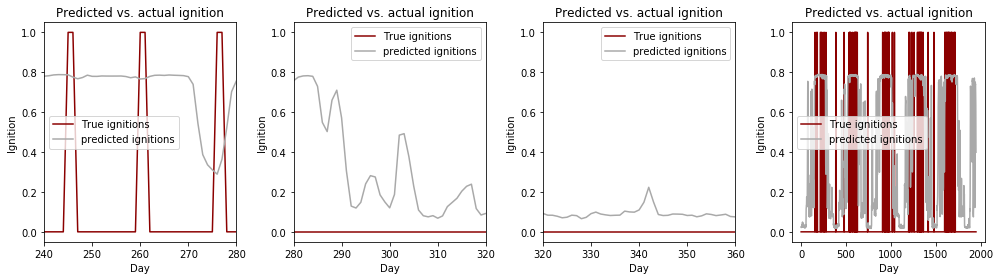 Predicted vs. actual ignition
Ignition
1.0
0.8
0.6
0.4
0.2
0.0
True ignitions
predicted ignitions
240
250
260
270
280
Day
Predicted vs. actual ignition
Ignition
1.0
0.8
0.6
0.4
0.2
0.0
True ignitions
predicted ignitions
280
290
300
310
320
Day
Predicted vs. actual ignition
Ignition
1.0
0.8
0.6
0.4
0.2
0.0
True ignitions
predicted ignitions
320
330
340
350
360
Day
Predicted vs. actual ignition
Ignition
1.0
0.8
0.6
0.4
0.2
0.0
True ignitions
predicted ignitions
0
500
1000
1500
2000
Day